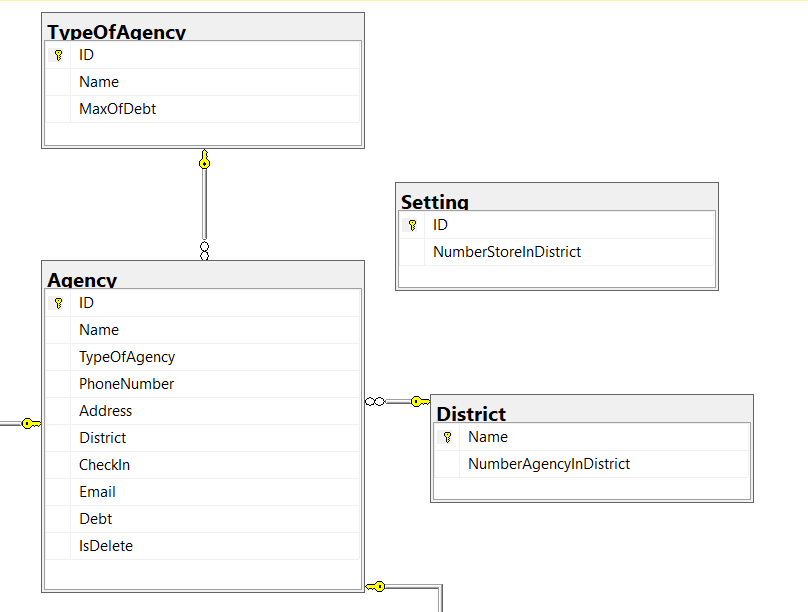 TypeOfAgency
ID
Name
MaxOfDebt
Setting
ID
NumberStoreInDistrict
Agency
ID
Name
TypeOfAgency
PhoneNumber
Address
District
CheckIn
Email
Debt
IsDelete
District
Name
NumberAgencyInDistrict